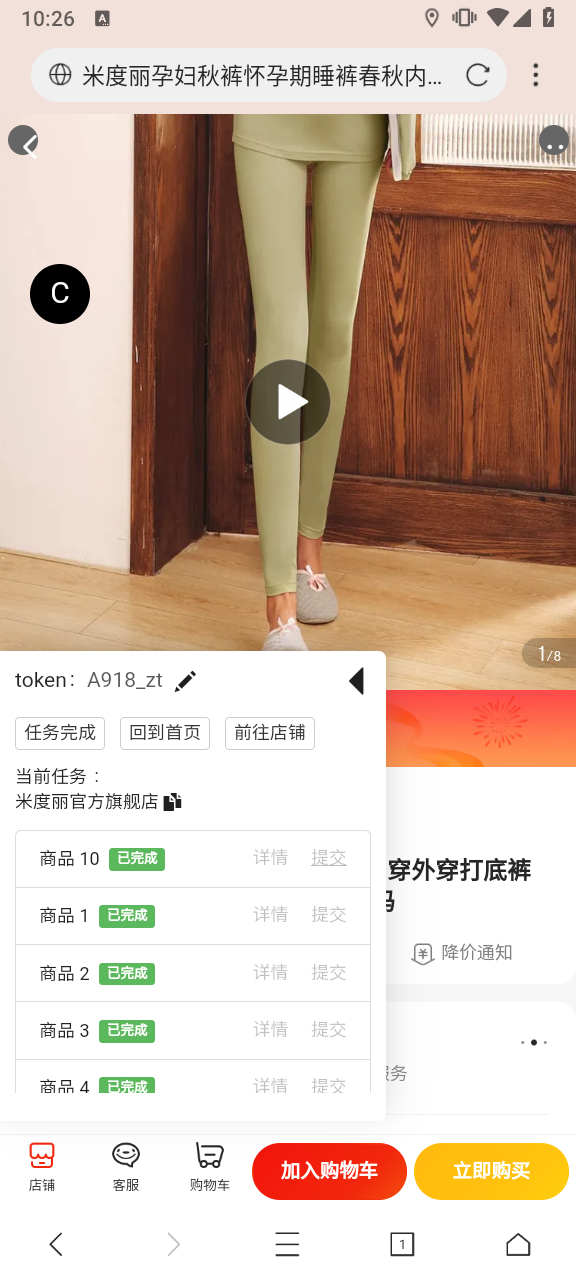 10:26
A
米度丽孕妇秋裤怀孕期睡裤春秋内…
C
1/8
token： A918_zt
任务完成 回到首页 前往店铺
当前任务：
米度丽官方旗舰店
商品 10 已完成 详情 提交
商品 1 已完成 详情 提交
商品 2 已完成 详情 提交
商品 3 已完成 详情 提交
商品 4 已完成 详情 提交
穿外穿打底裤
码
降价通知
服务
店铺 客服 购物车 加入购物车 立即购买
1